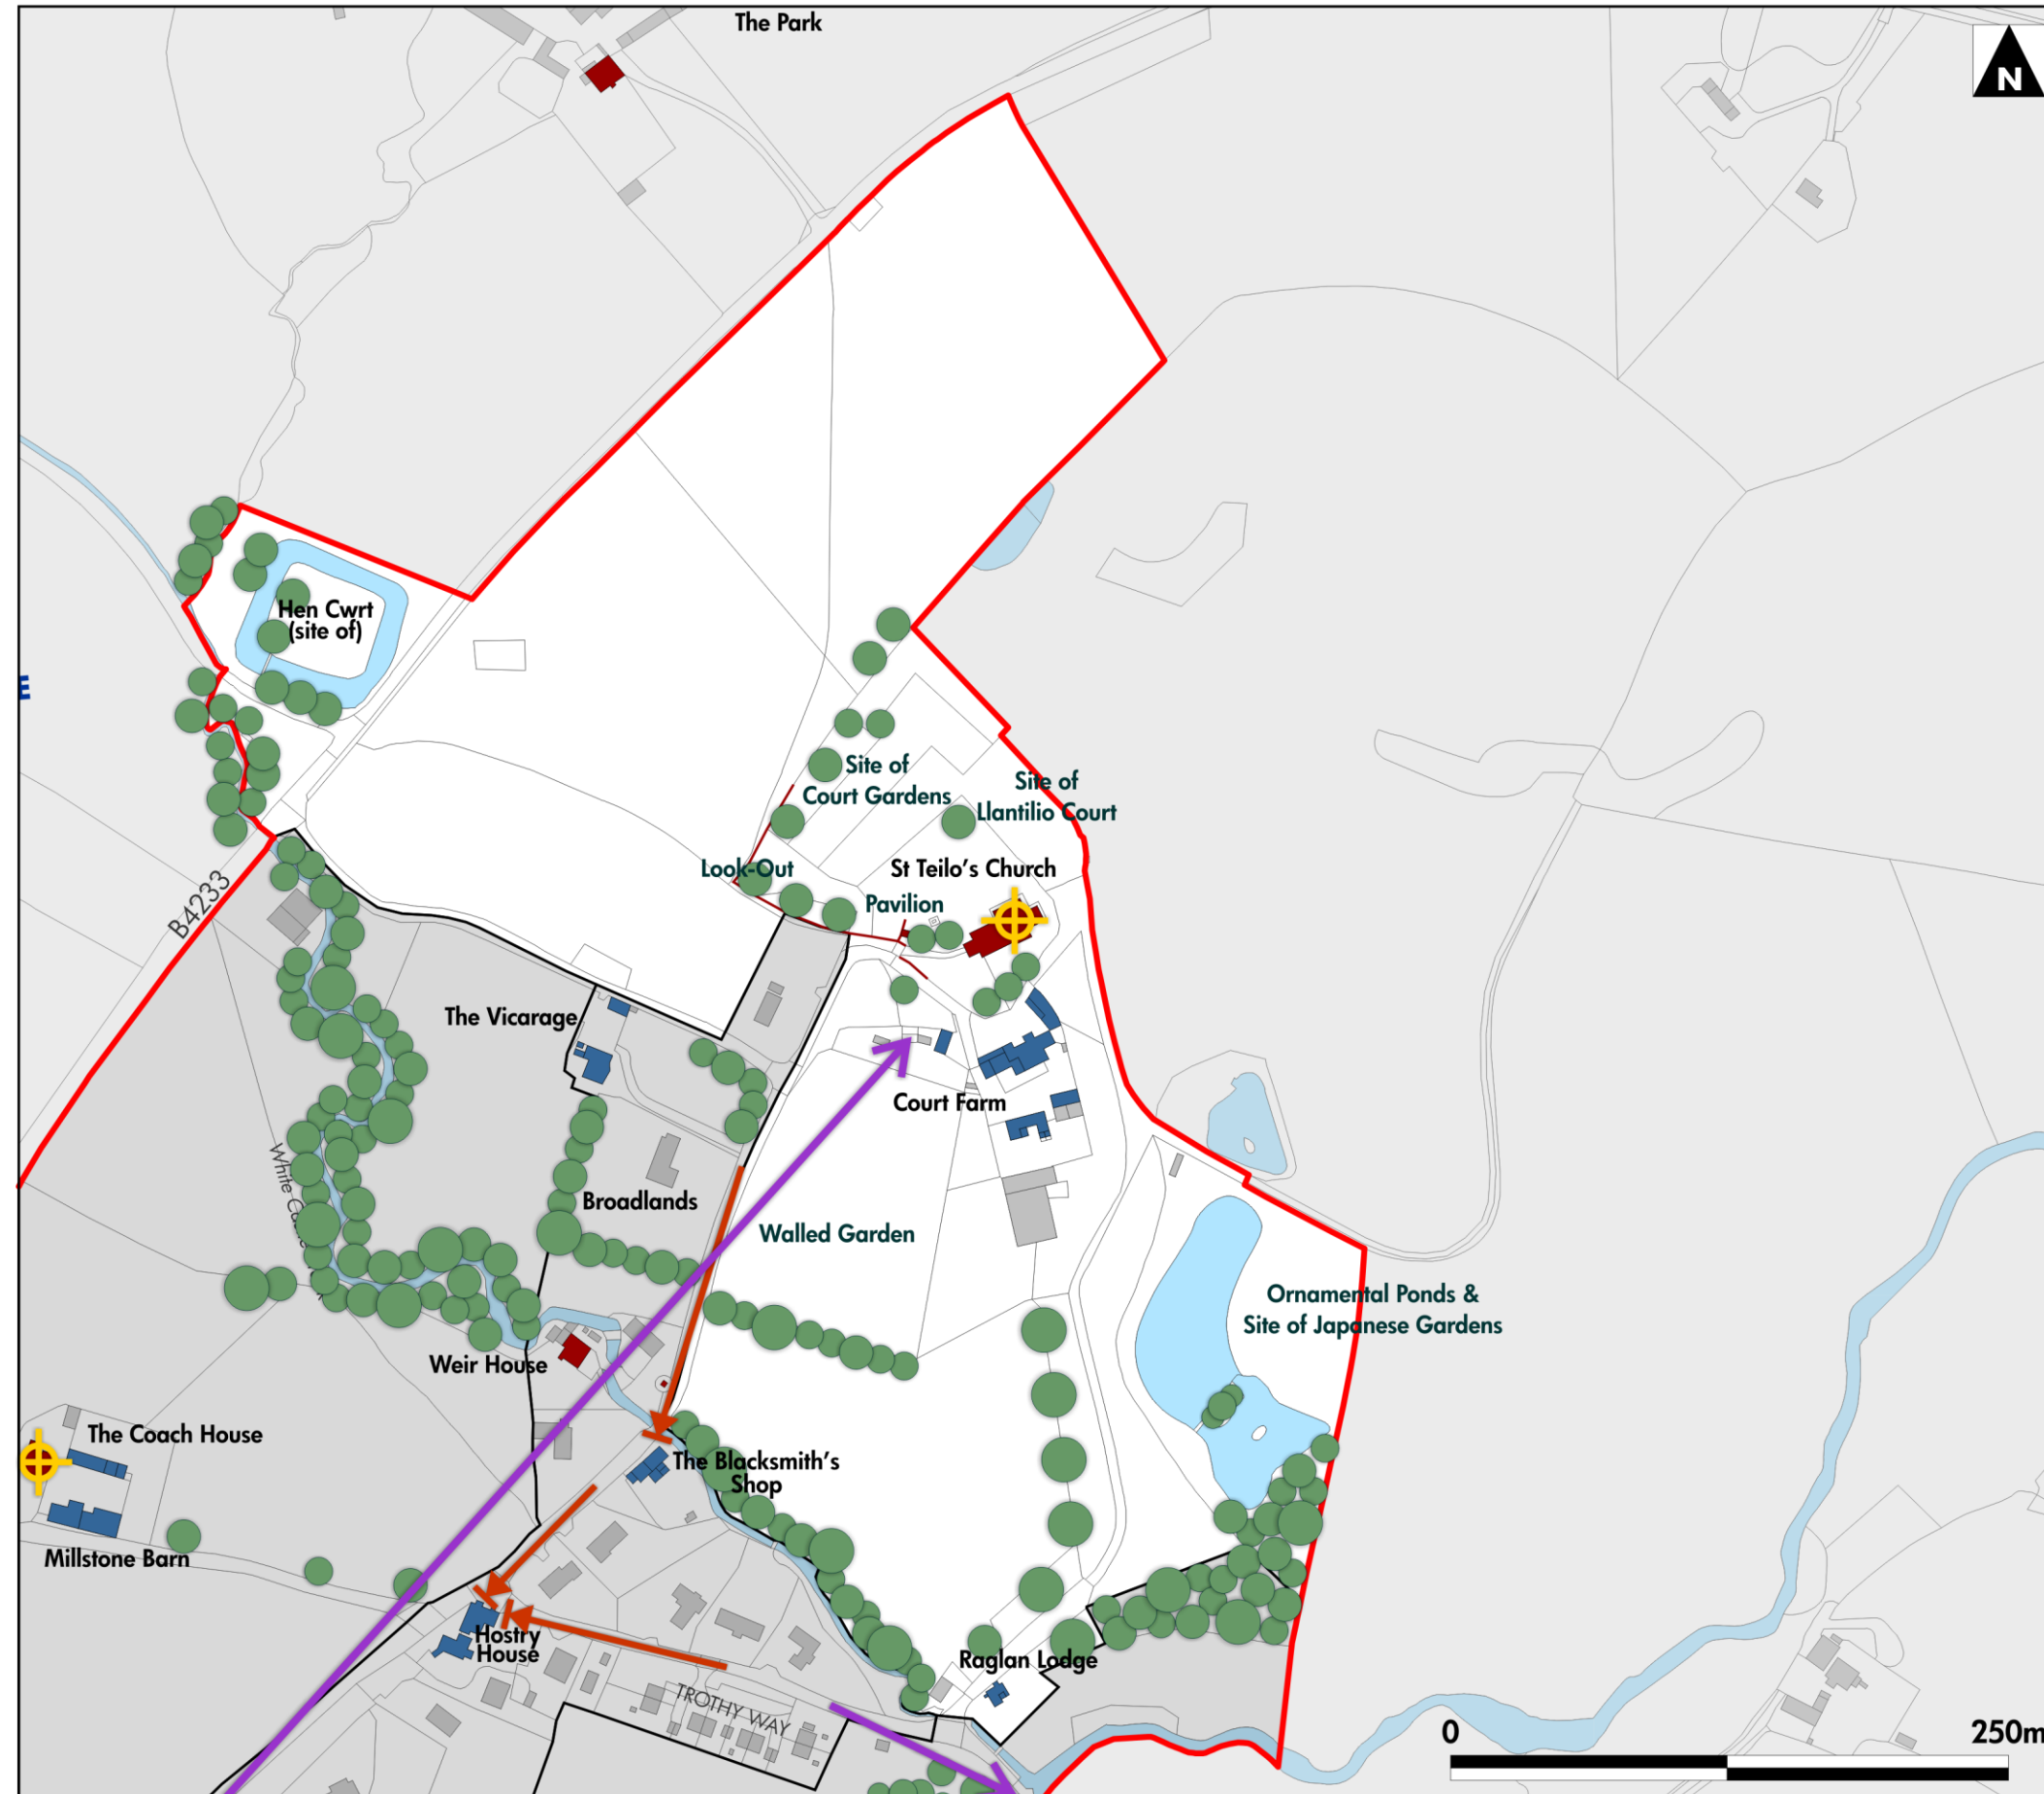 The Park
N
Hen Cwrt
(site of)
E
Site of
Court Gardens
Site of
Llantilio Court
Look-Out
St Teilo's Church
Pavilion
B4233
The Vicarage
Court Farm
Broadlands
Walled Garden
White
Ornamental Ponds &
Site of Japanese Gardens
Weir House
The Coach House
The Blacksmith's
Shop
Millstone Barn
Hostry
House
Raglan Lodge
TROTHY WAY
0
250m